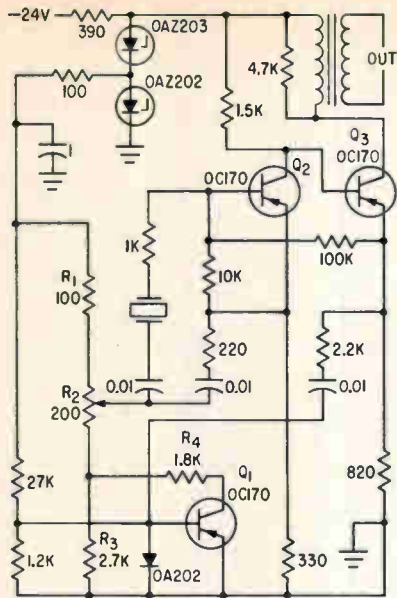 -24V
390
OAZ203
OAZ202
100
1
4.7K
OUT
1.5K
Q3
OC170
Q2
OC170
1K
100K
10K
R1
100
220
2.2K
0.01
0.01
0.01
R2
200
R4
1.8K
Q1
OC170
27K
820
1.2K
R3
2.7K
OA202
330